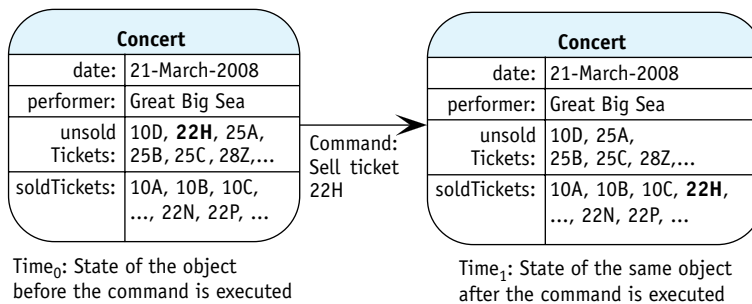 Concert
date: 21-March-2008
performer: Great Big Sea
unsold 10D, 22H, 25A,
Tickets: 25B, 25C, 28Z,...
soldTickets: 10A, 10B, 10C,
..., 22N, 22P, ...
Time0: State of the object
before the command is executed
Command:
Sell ticket
22H
Concert
date: 21-March-2008
performer: Great Big Sea
unsold 10D, 25A,
Tickets: 25B, 25C, 28Z,...
soldTickets: 10A, 10B, 10C, 22H,
..., 22N, 22P, ...
Time1: State of the same object
after the command is executed